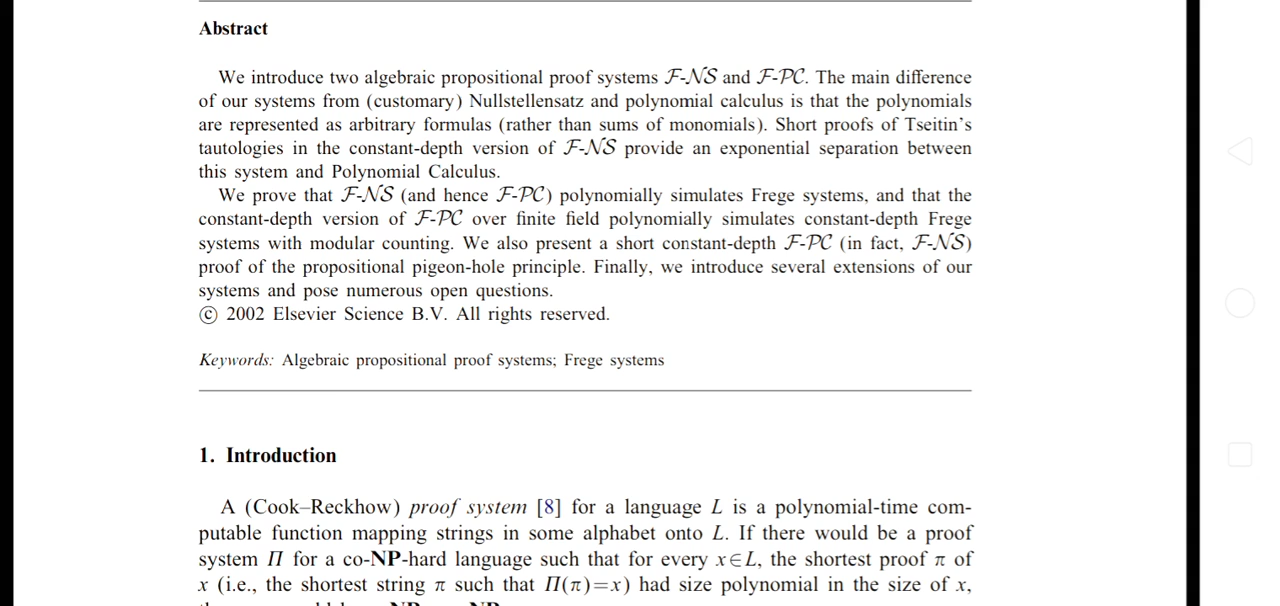 Abstract
We introduce two algebraic propositional proof systems F-NS and F-PC. The main difference
of our systems from (customary) Nullstellensatz and polynomial calculus is that the polynomials
are represented as arbitrary formulas (rather than sums of monomials). Short proofs of Tseitin's
tautologies in the constant-depth version of F-NS provide an exponential separation between
this system and Polynomial Calculus.
We prove that F-NS (and hence F-PC) polynomially simulates Frege systems, and that the
constant-depth version of F-PC over finite field polynomially simulates constant-depth Frege
systems with modular counting. We also present a short constant-depth F-PC (in fact, F-NS)
proof of the propositional pigeon-hole principle. Finally, we introduce several extensions of our
systems and pose numerous open questions.
© 2002 Elsevier Science B.V. All rights reserved.
Keywords: Algebraic propositional proof systems; Frege systems
1. Introduction
A (Cook–Reckhow) proof system [8] for a language L is a polynomial-time com-
putable function mapping strings in some alphabet onto L. If there would be a proof
system Π for a co-NP-hard language such that for every x∈L, the shortest proof π of
x (i.e., the shortest string π such that Π(π)=x) had size polynomial in the size of x,